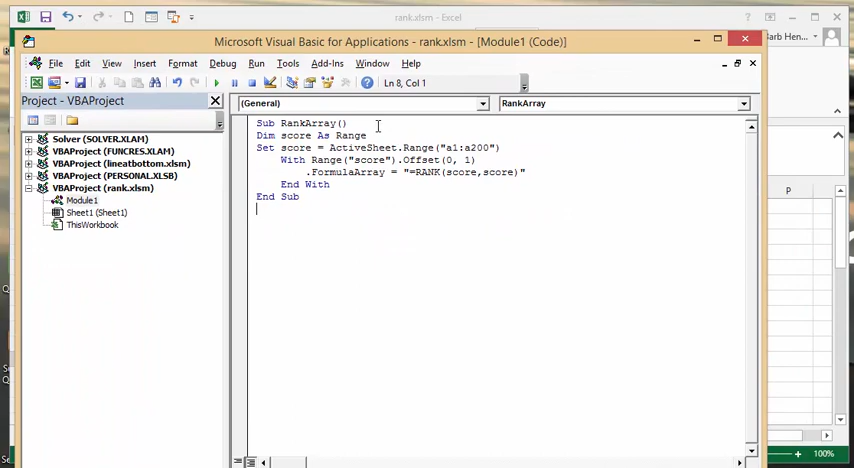 rank.xlsm - Excel
Microsoft Visual Basic for Applications - rank.xlsm - [Module1 (Code)]
arb Hen...
File Edit View Insert Format Debug Run Tools Add-Ins Window Help
Ln 8, Col 1
Project - VBAProject
(General)
RankArray
Solver (SOLVER.XLAM)
VBAProject (FUNCRES.XLAM)
VBAProject (lineatbottom.xlsm)
VBAProject (PERSONAL.XLSB)
VBAProject (rank.xlsm)
Module1
Sheet1 (Sheet1)
ThisWorkbook
Sub RankArray()
Dim score As Range
Set score = ActiveSheet.Range("a1:a200")
With Range("score").Offset(0, 1)
.FormulaArray = "=RANK(score,score)"
End With
End Sub
P
100%